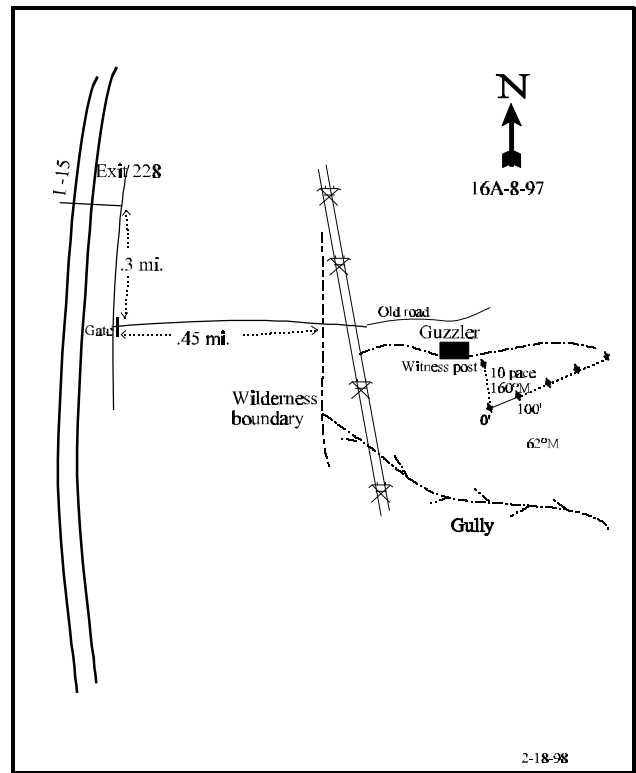 N
16A-8-97
I-15
Exit 228
.3 mi.
Gate
.45 mi.
Old road
Guzzler
Witness post
10 pace
160°M
0'
100'
62°M
Wilderness
boundary
Gully
2-18-98